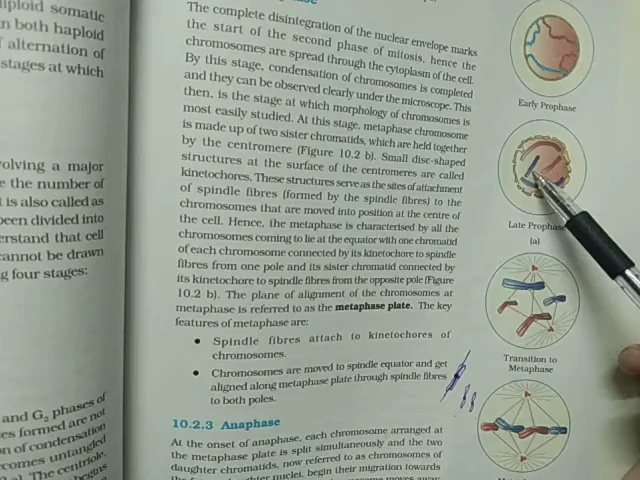 diploid somatic
n both haploid
f alternation of
stages at which
volving a major
e the number of
t is also called as
been divided into
erstand that cell
cannot be drawn
g four stages:
and G₂ phases of
es formed are not
on of condensation
comes untangled
The centriole,
begins
The complete disintegration of the nuclear envelope marks
the start of the second phase of mitosis, hence the
chromosomes are spread through the cytoplasm of the cell.
By this stage, condensation of chromosomes is completed
and they can be observed clearly under the microscope. This
then, is the stage at which morphology of chromosomes is
most easily studied. At this stage, metaphase chromosome
is made up of two sister chromatids, which are held together
by the centromere (Figure 10.2 b). Small disc-shaped
structures at the surface of the centromeres are called
kinetochores. These structures serve as the sites of attachment
of spindle fibres (formed by the spindle fibres) to the
chromosomes that are moved into position at the centre of
the cell. Hence, the metaphase is characterised by all the
chromosomes coming to lie at the equator with one chromatid
of each chromosome connected by its kinetochore to spindle
fibres from one pole and its sister chromatid connected by
its kinetochore to spindle fibres from the opposite pole (Figure
10.2 b). The plane of alignment of the chromosomes at
metaphase is referred to as the metaphase plate. The key
features of metaphase are:
• Spindle fibres attach to kinetochores of
chromosomes.
• Chromosomes are moved to spindle equator and get
aligned along metaphase plate through spindle fibres
to both poles.
10.2.3 Anaphase
At the onset of anaphase, each chromosome arranged at
the metaphase plate is split simultaneously and the two
daughter chromatids, now referred to as chromosomes of
daughter nuclei, begin their migration towards
Early Prophase
Late Prophase
(a)
Transition to
Metaphase